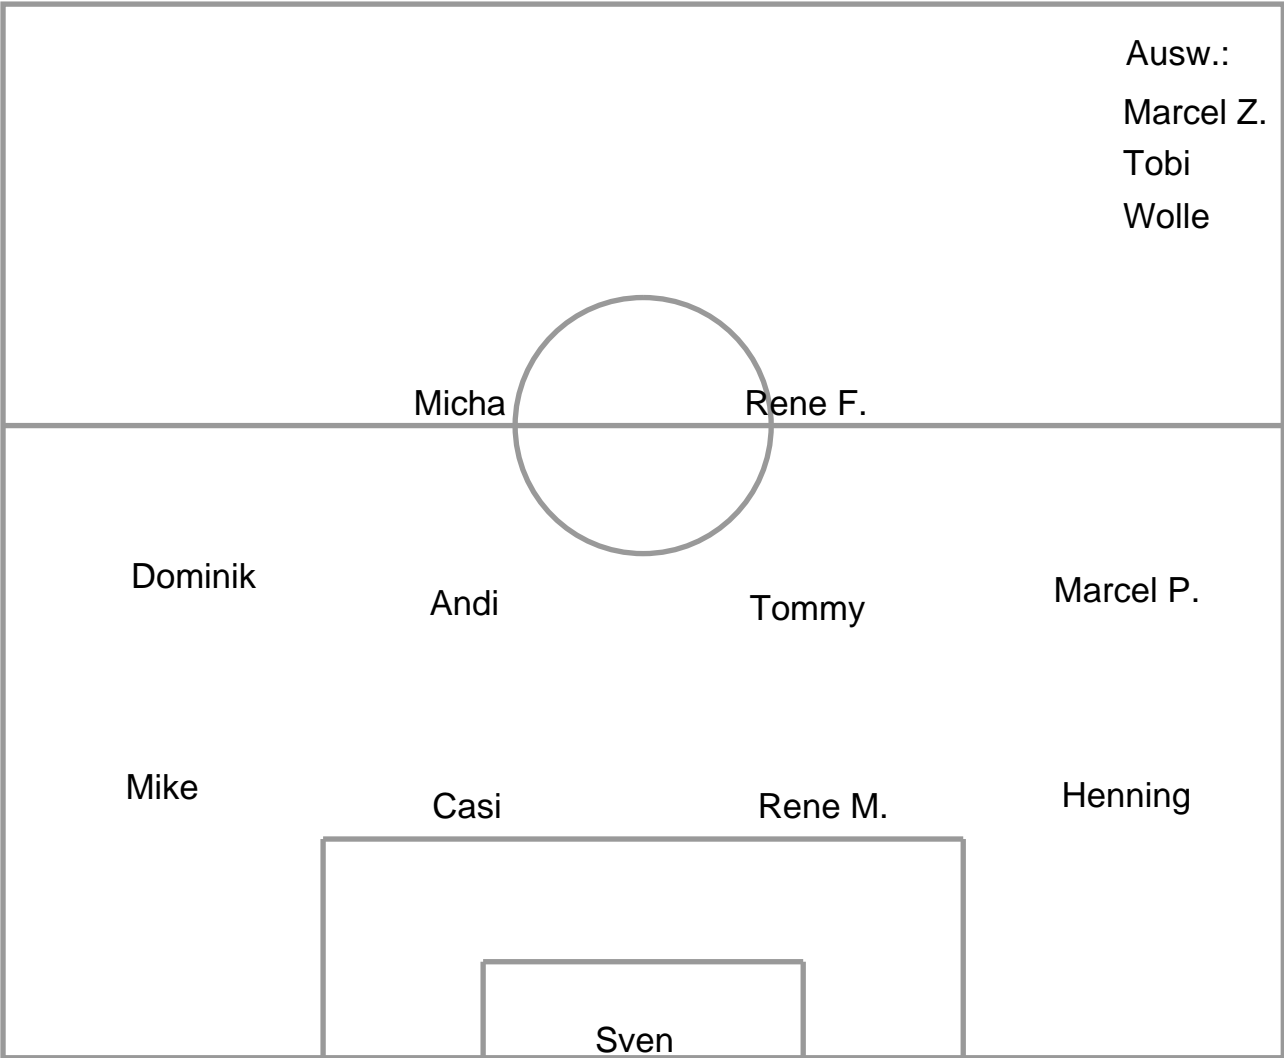 Ausw.:
Marcel Z.
Tobi
Wolle
Micha
Rene F.
Dominik
Andi
Tommy
Marcel P.
Mike
Casi
Rene M.
Henning
Sven